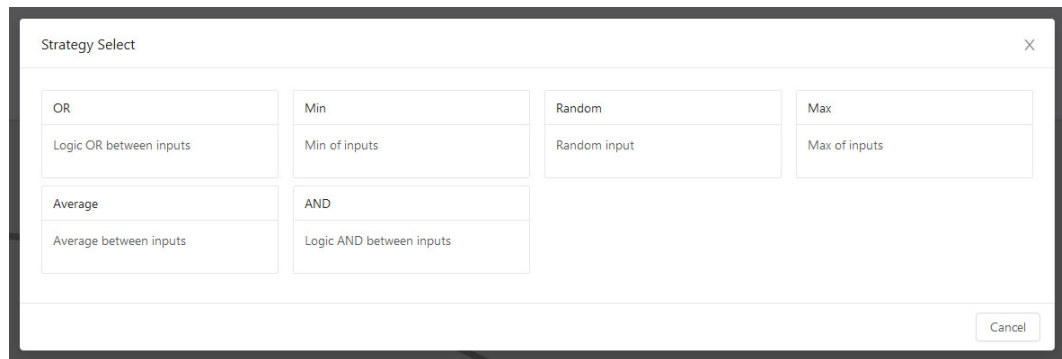 Strategy Select
OR
Min
Random
Max
Logic OR between inputs
Min of inputs
Random input
Max of inputs
Average
AND
Average between inputs
Logic AND between inputs
Cancel